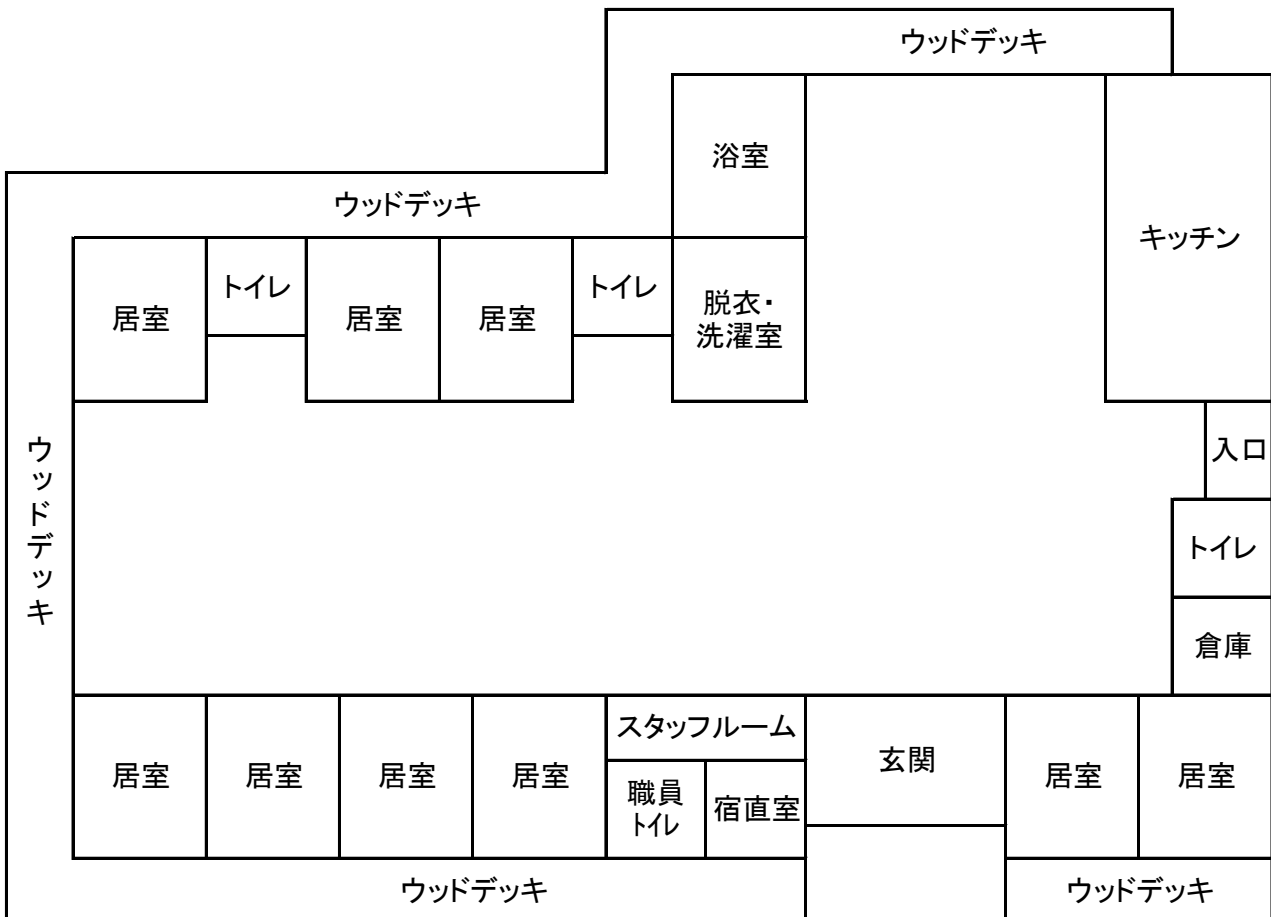 ウッドデッキ
浴室
ウッドデッキ
キッチン
居室
トイレ
居室
居室
トイレ
脱衣・
洗濯室
ウッドデッキ
入口
トイレ
倉庫
居室
居室
居室
居室
スタッフルーム
職員
トイレ
宿直室
玄関
居室
居室
ウッドデッキ
ウッドデッキ